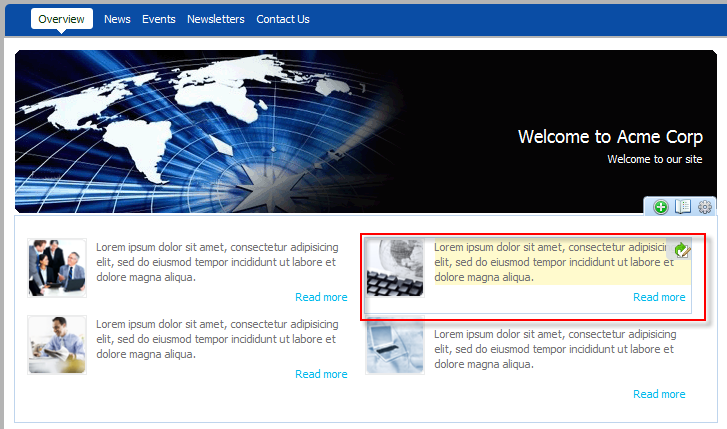 Overview News Events Newsletters Contact Us
Welcome to Acme Corp
Welcome to our site
Lorem ipsum dolor sit amet, consectetur adipisicing
elit, sed do eiusmod tempor incididunt ut labore et
dolore magna aliqua.
Read more
Lorem ipsum dolor sit amet, consectetur adipisicing
elit, sed do eiusmod tempor incididunt ut labore et
dolore magna aliqua.
Read more
Lorem ipsum dolor sit amet, consectetur adipisicing
elit, sed do eiusmod tempor incididunt ut labore et
dolore magna aliqua.
Read more
Lorem ipsum dolor sit amet, consectetur adipisicing
elit, sed do eiusmod tempor incididunt ut labore et
dolore magna aliqua.
Read more